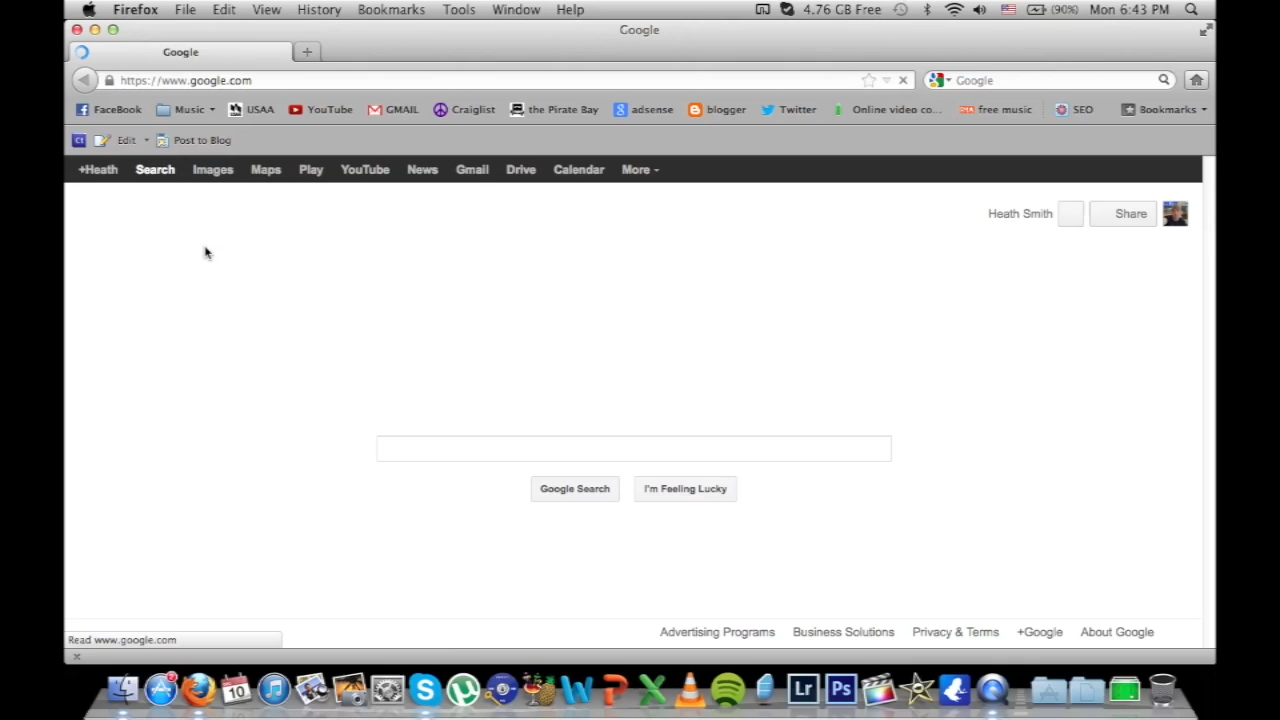 Firefox File Edit View History Bookmarks Tools Window Help 4.76 GB Free (90%) Mon 6:43 PM
Google
Google
https://www.google.com Google
FaceBook Music USAA YouTube GMAIL Craiglist the Pirate Bay adsense blogger Twitter Online video co... free music SEO Bookmarks
Edit Post to Blog
+Heath Search Images Maps Play YouTube News Gmail Drive Calendar More
Heath Smith Share
Google Search I'm Feeling Lucky
Advertising Programs Business Solutions Privacy & Terms +Google About Google
Read www.google.com
10 Lr Ps